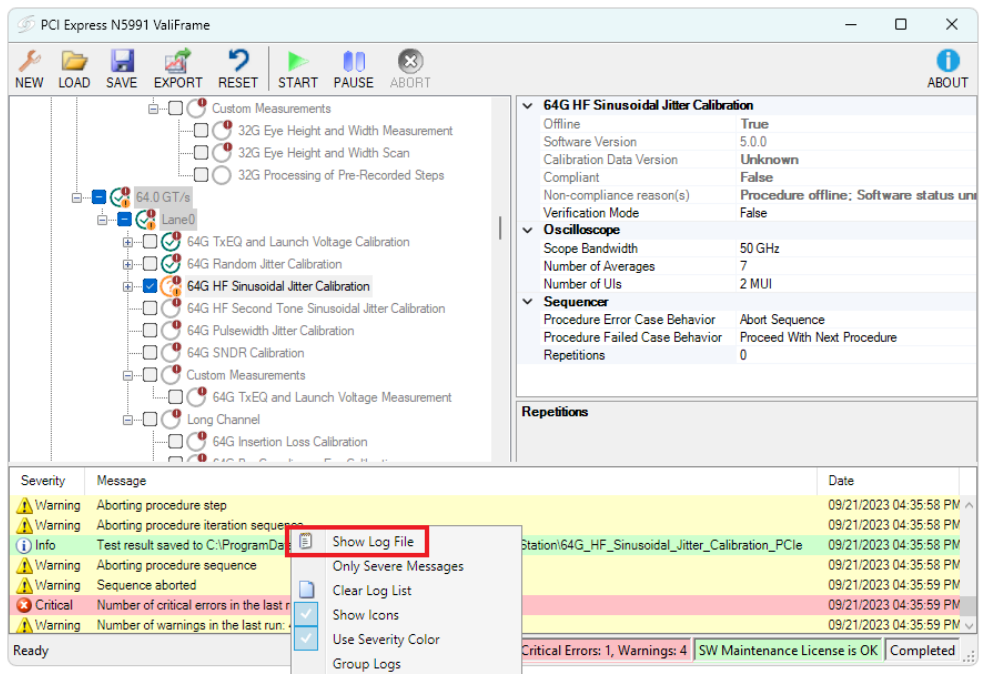 PCI Express N5991 ValiFrame
NEW LOAD SAVE EXPORT RESET START PAUSE ABORT ABOUT
Custom Measurements
32G Eye Height and Width Measurement
32G Eye Height and Width Scan
32G Processing of Pre-Recorded Steps
64.0 GT/s
Lane0
64G TxEQ and Launch Voltage Calibration
64G Random Jitter Calibration
64G HF Sinusoidal Jitter Calibration
64G HF Second Tone Sinusoidal Jitter Calibration
64G Pulsewidth Jitter Calibration
64G SNDR Calibration
Custom Measurements
64G TxEQ and Launch Voltage Measurement
Long Channel
64G Insertion Loss Calibration
64G HF Sinusoidal Jitter Calibration
Offline True
Software Version 5.0.0
Calibration Data Version Unknown
Compliant False
Non-compliance reason(s) Procedure offline; Software status
Verification Mode False
Oscilloscope
Scope Bandwidth 50 GHz
Number of Averages 7
Number of UIs 2 MUI
Sequencer
Procedure Error Case Behavior Abort Sequence
Procedure Failed Case Behavior Proceed With Next Procedure
Repetitions 0
Repetitions
Severity Message Date
Warning Aborting procedure step 09/21/2023 04:35:58 PM
Warning Aborting procedure iteration sequence 09/21/2023 04:35:58 PM
Info Test result saved to C:\ProgramDa Station\64G_HF_Sinusoidal_Jitter_Calibration_PCIe 09/21/2023 04:35:58 PM
Warning Aborting procedure sequence 09/21/2023 04:35:58 PM
Warning Sequence aborted 09/21/2023 04:35:59 PM
Critical Number of critical errors in the last r 09/21/2023 04:35:59 PM
Warning Number of warnings in the last run: 09/21/2023 04:35:59 PM
Show Log File
Only Severe Messages
Clear Log List
Show Icons
Use Severity Color
Group Logs
Ready Critical Errors: 1, Warnings: 4 SW Maintenance License is OK Completed